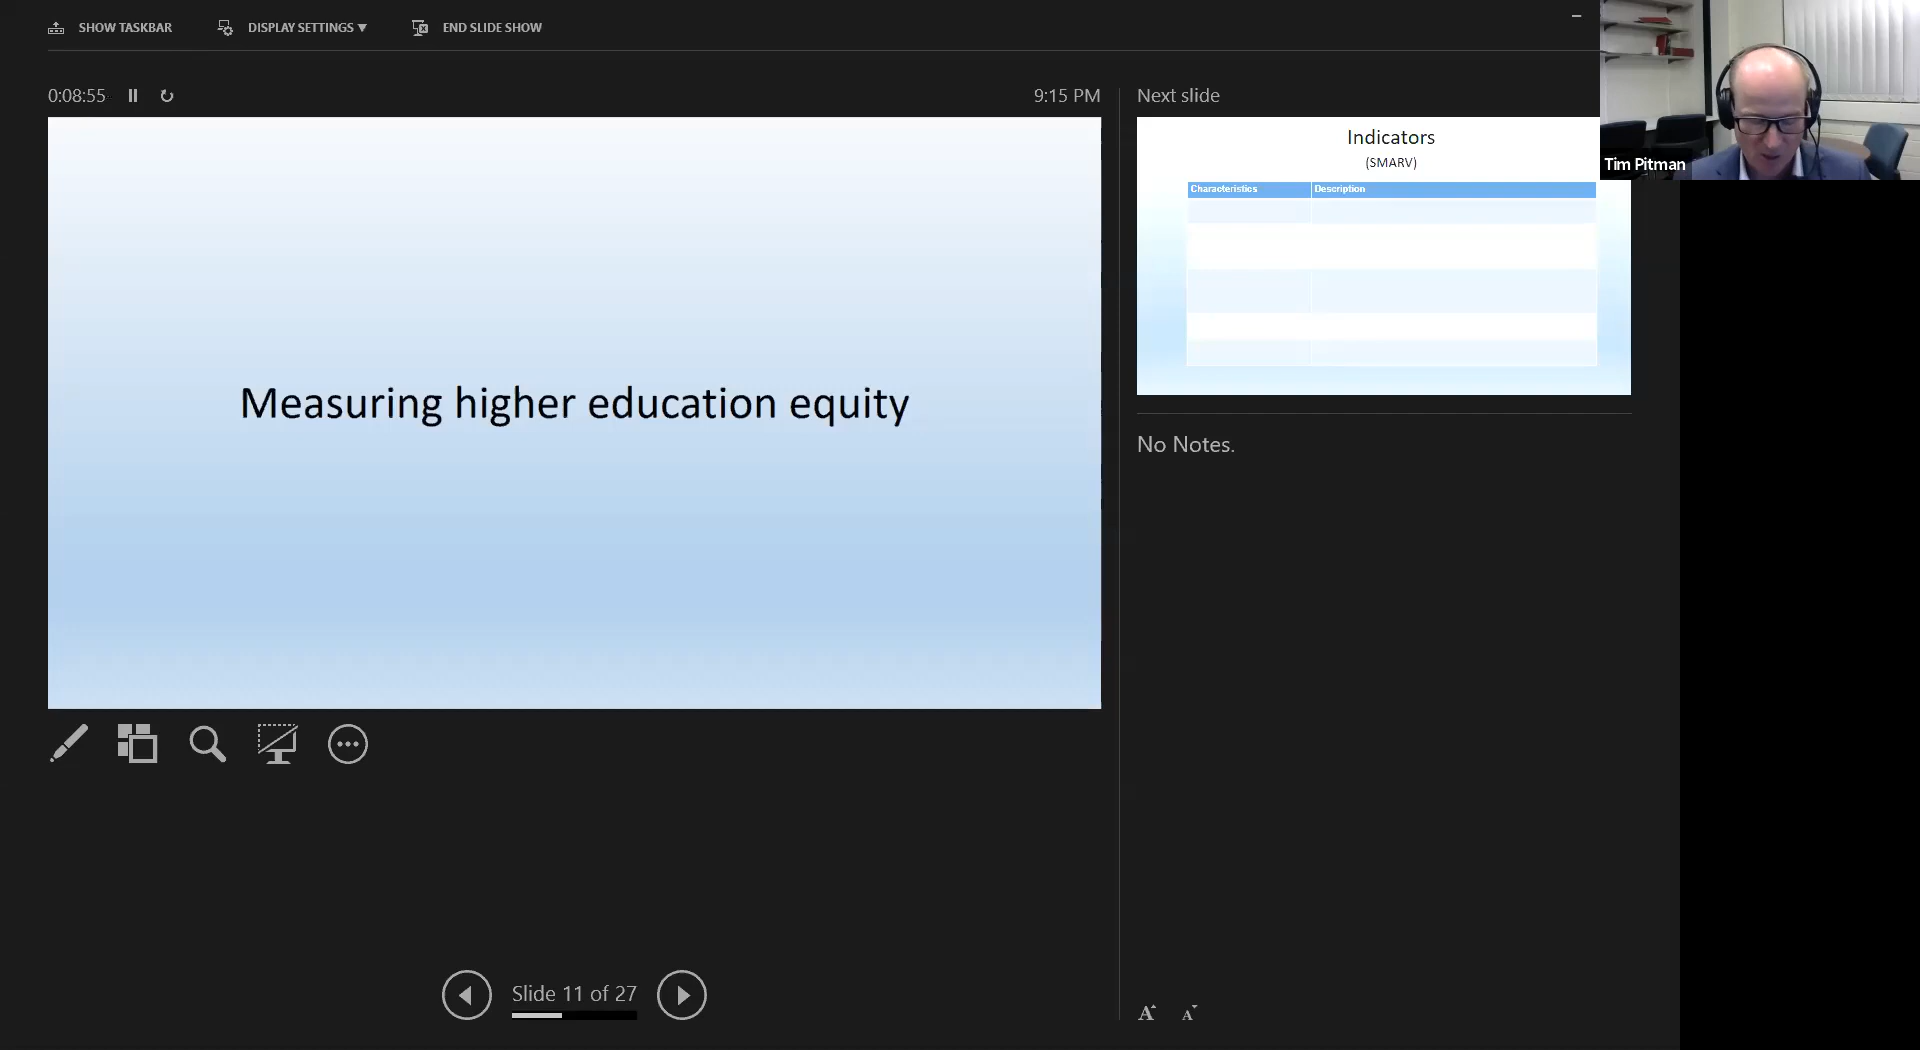 SHOW TASKBAR
DISPLAY SETTINGS
END SLIDE SHOW
0:08:55
9:15 PM
Next slide
Measuring higher education equity
Indicators
(SMARV)
Characteristics
Description
Tim Pitman
No Notes.
Slide 11 of 27
A
A